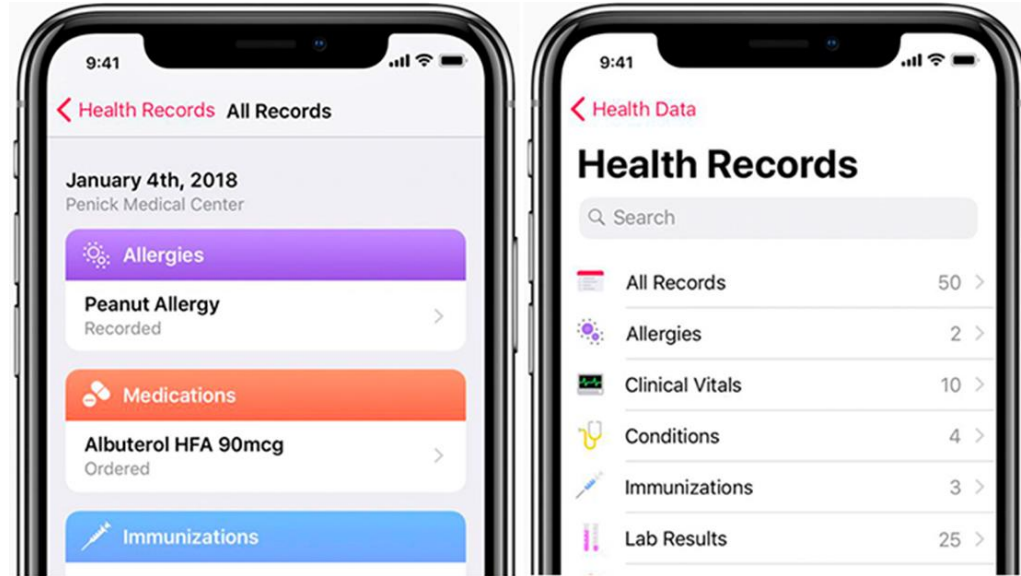 9:41
Health Records All Records
January 4th, 2018
Penick Medical Center
Allergies
Peanut Allergy
Recorded
Medications
Albuterol HFA 90mcg
Ordered
Immunizations
9:41
Health Data
Health Records
Search
All Records 50
Allergies 2
Clinical Vitals 10
Conditions 4
Immunizations 3
Lab Results 25